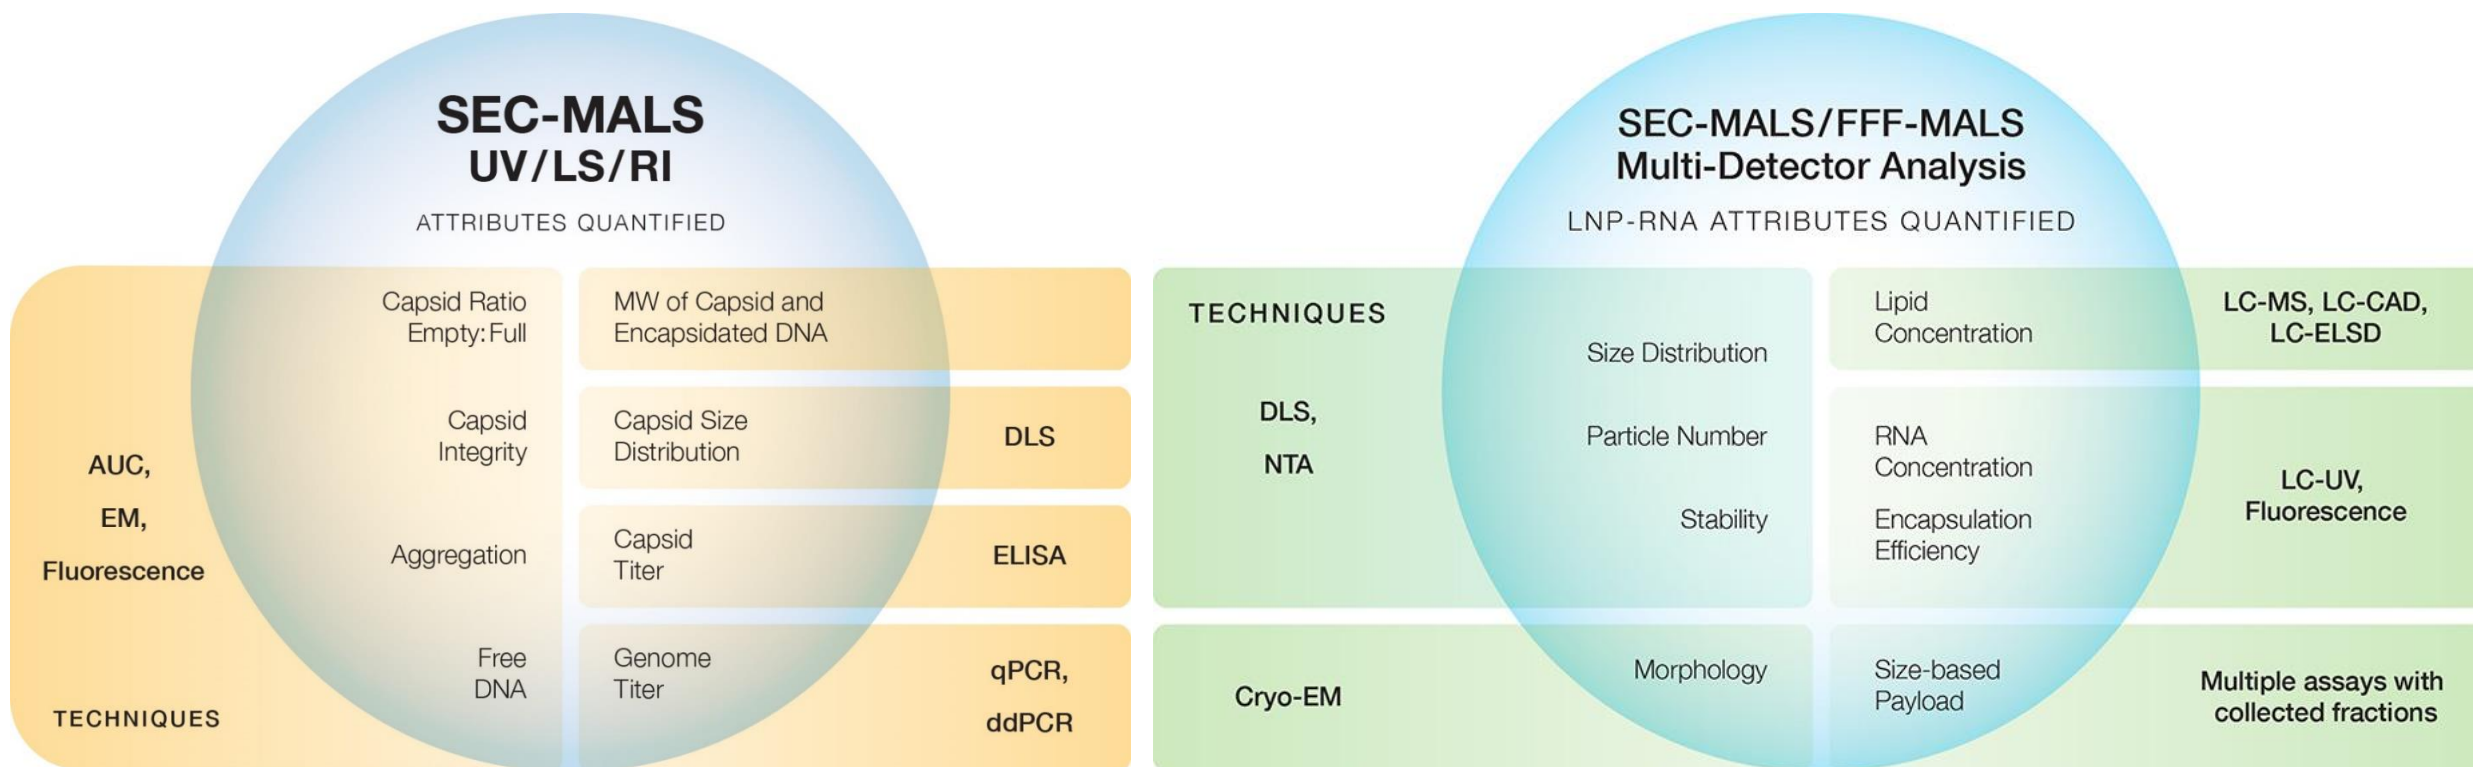 SEC-MALS
UV/LS/RI
ATTRIBUTES QUANTIFIED
Capsid Ratio
Empty:Full
Capsid
Integrity
Aggregation
Free
DNA
AUC,
EM,
Fluorescence
TECHNIQUES
MW of Capsid and
Encapsidated DNA
Capsid Size
Distribution
DLS
Capsid
Titer
ELISA
Genome
Titer
qPCR,
ddPCR
SEC-MALS/FFF-MALS
Multi-Detector Analysis
LNP-RNA ATTRIBUTES QUANTIFIED
TECHNIQUES
DLS,
NTA
Size Distribution
Particle Number
Stability
Cryo-EM
Morphology
Lipid
Concentration
LC-MS, LC-CAD,
LC-ELSD
RNA
Concentration
Encapsulation
Efficiency
LC-UV,
Fluorescence
Size-based
Payload
Multiple assays with
collected fractions